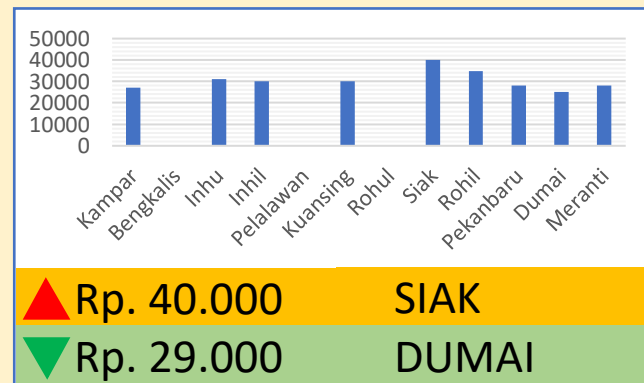 50000
40000
30000
20000
10000
0
Kampar
Bengkalis
Inhu
Inhil
Pelalawan
Kuansing
Rohul
Siak
Rohil
Pekanbaru
Dumai
Meranti
Rp. 40.000 SIAK
Rp. 29.000 DUMAI